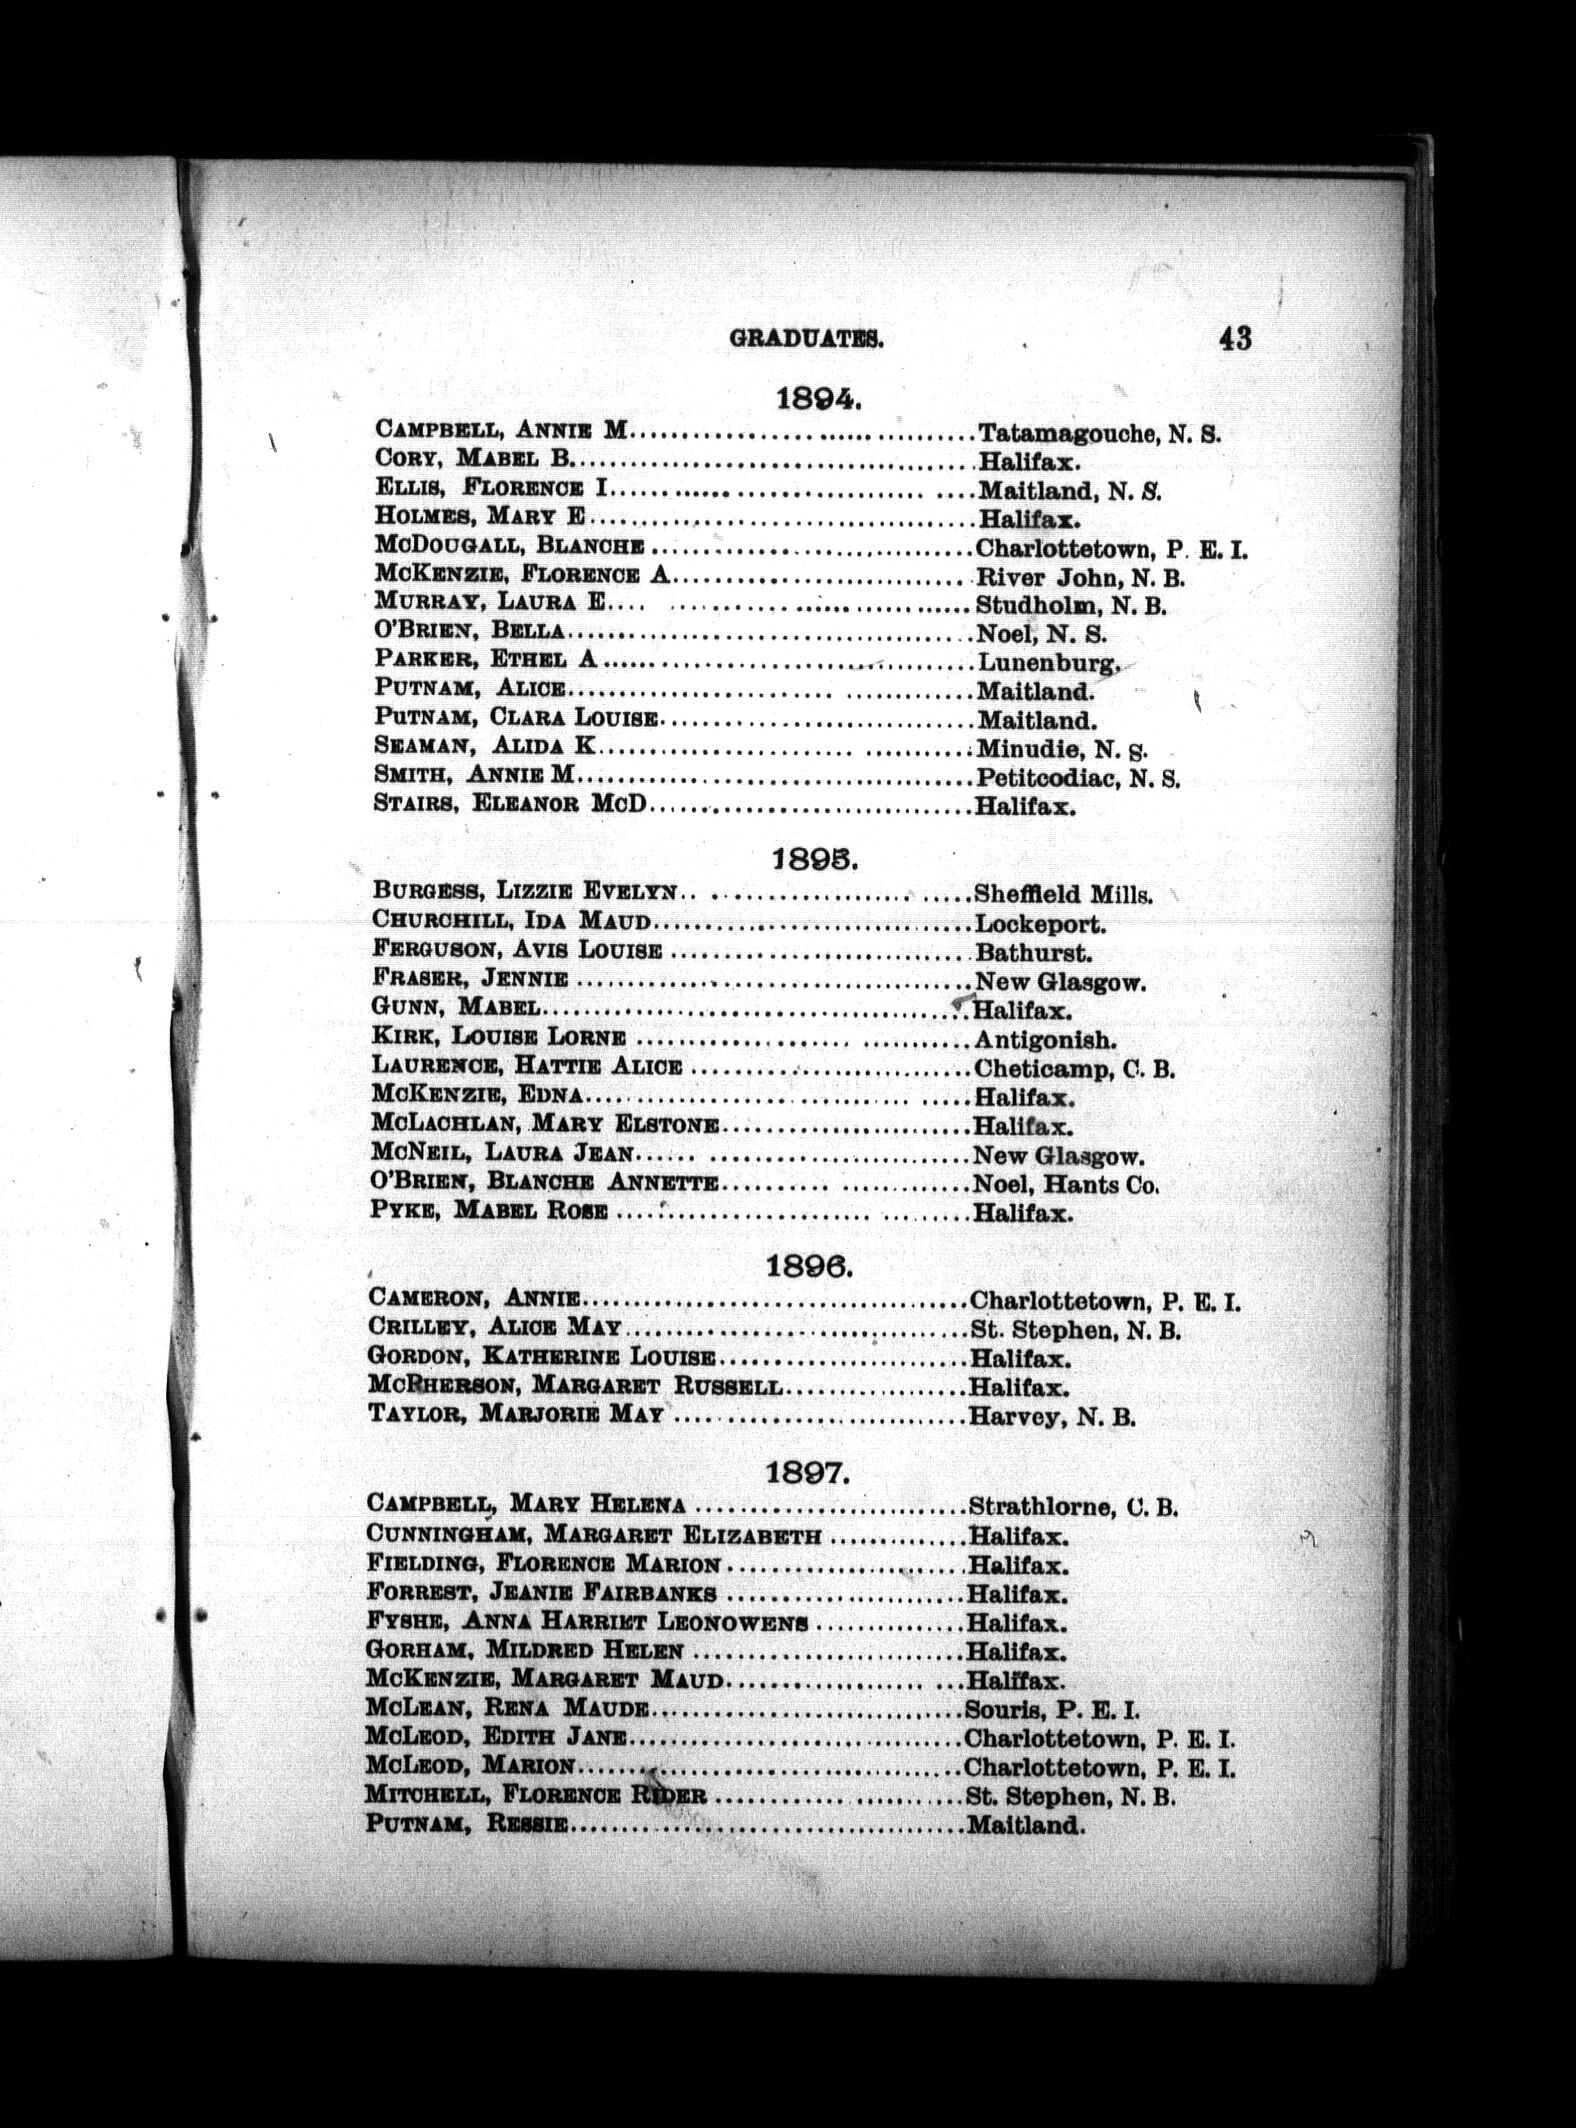 GRADUATES. 43
1894.
CAMPBELL, ANNIE M..............................Tatamagouche, N. S.
CORY, MABEL B..............................Halifax.
ELLIS, FLORENCE I..............................Maitland, N. S.
HOLMES, MARY E..............................Halifax.
MCDOUGALL, BLANCHE..............................Charlottetown, P. E. I.
MCKENZIE, FLORENCE A..............................River John, N. B.
MURRAY, LAURA E..............................Studholm, N. B.
O'BRIEN, BELLA..............................Noel, N. S.
PARKER, ETHEL A..............................Lunenburg.
PUTNAM, ALICE..............................Maitland.
PUTNAM, CLARA LOUISE..............................Maitland.
SEAMAN, ALIDA K..............................Minudie, N. S.
SMITH, ANNIE M..............................Petitcodiac, N. S.
STAIRS, ELEANOR MCD..............................Halifax.
1895.
BURGESS, LIZZIE EVELYN..............................Sheffield Mills.
CHURCHILL, IDA MAUD..............................Lockeport.
FERGUSON, AVIS LOUISE..............................Bathurst.
FRASER, JENNIE..............................New Glasgow.
GUNN, MABEL..............................Halifax.
KIRK, LOUISE LORNE..............................Antigonish.
LAURENCE, HATTIE ALICE..............................Cheticamp, C. B.
MCKENZIE, EDNA..............................Halifax.
MCLACHLAN, MARY ELSTONE..............................Halifax.
MCNEIL, LAURA JEAN..............................New Glasgow.
O'BRIEN, BLANCHE ANNETTE..............................Noel, Hants Co.
PYKE, MABEL ROSE..............................Halifax.
1896.
CAMERON, ANNIE..............................Charlottetown, P. E. I.
CRILLEY, ALICE MAY..............................St. Stephen, N. B.
GORDON, KATHERINE LOUISE..............................Halifax.
MCPHERSON, MARGARET RUSSELL..............................Halifax.
TAYLOR, MARJORIE MAY..............................Harvey, N. B.
1897.
CAMPBELL, MARY HELENA..............................Strathlorne, C. B.
CUNNINGHAM, MARGARET ELIZABETH..............................Halifax.
FIELDING, FLORENCE MARION..............................Halifax.
FORREST, JEANIE FAIRBANKS..............................Halifax.
FYSHE, ANNA HARRIET LEONOWENS..............................Halifax.
GORHAM, MILDRED HELEN..............................Halifax.
MCKENZIE, MARGARET MAUD..............................Halifax.
MCLEAN, RENA MAUDE..............................Souris, P. E. I.
MCLEOD, EDITH JANE..............................Charlottetown, P. E. I.
MCLEOD, MARION..............................Charlottetown, P. E. I.
MITCHELL, FLORENCE RIDER..............................St. Stephen, N. B.
PUTNAM, RESSIE..............................Maitland.